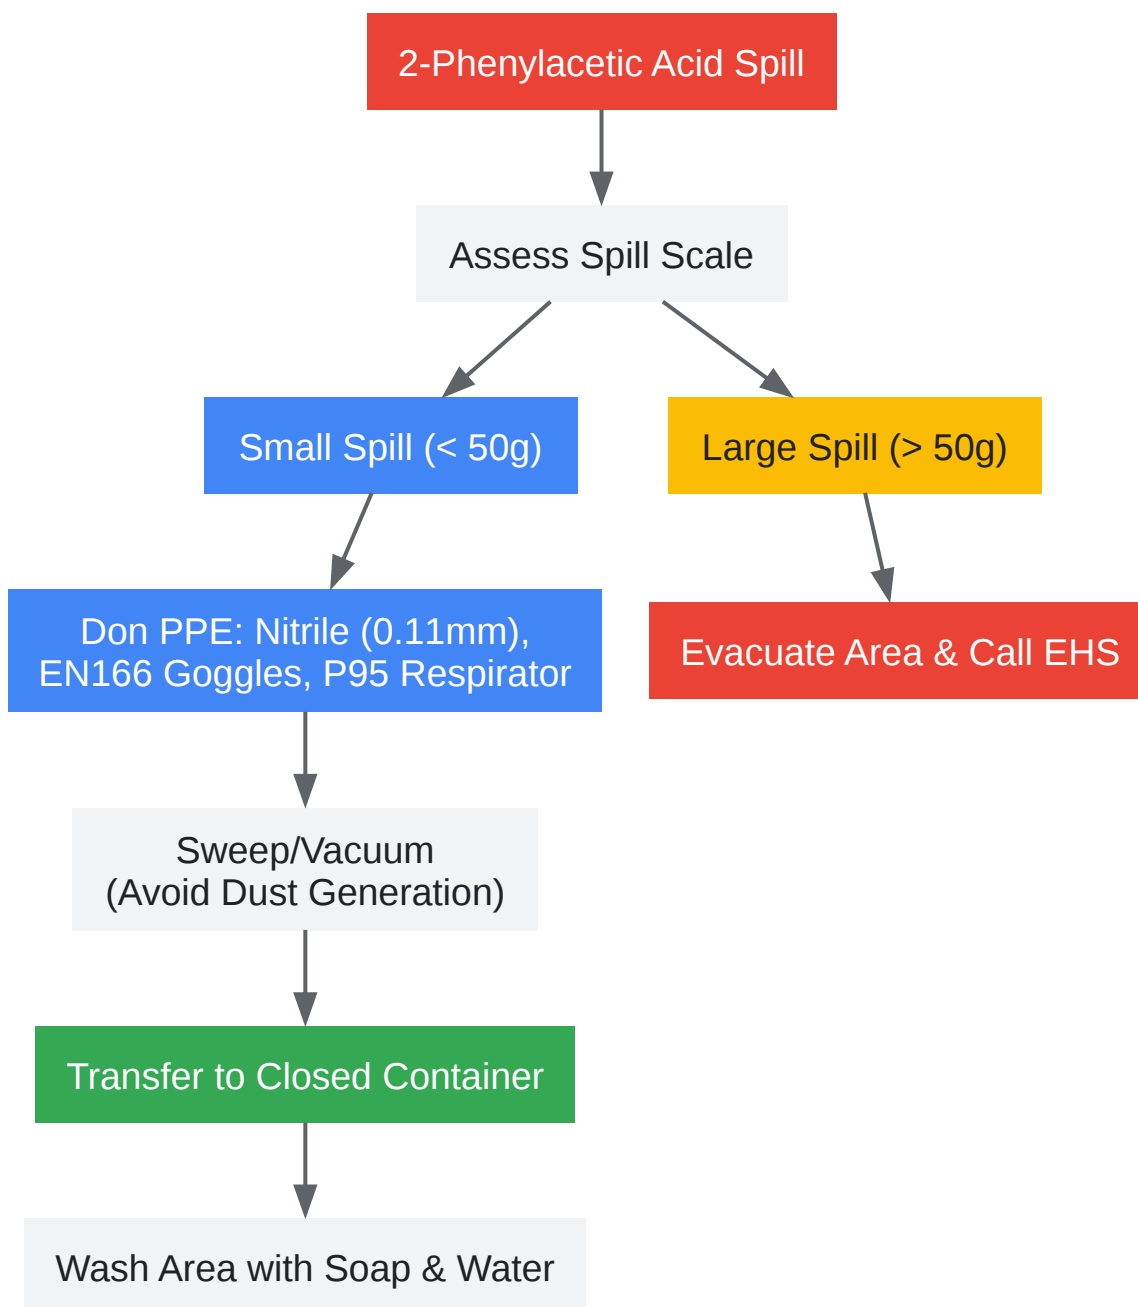 2-Phenylacetic Acid Spill
Assess Spill Scale
Small Spill (< 50g)
Large Spill (> 50g)
Don PPE: Nitrile (0.11mm),
EN166 Goggles, P95 Respirator
Evacuate Area & Call EHS
Sweep/Vacuum
(Avoid Dust Generation)
Transfer to Closed Container
Wash Area with Soap & Water